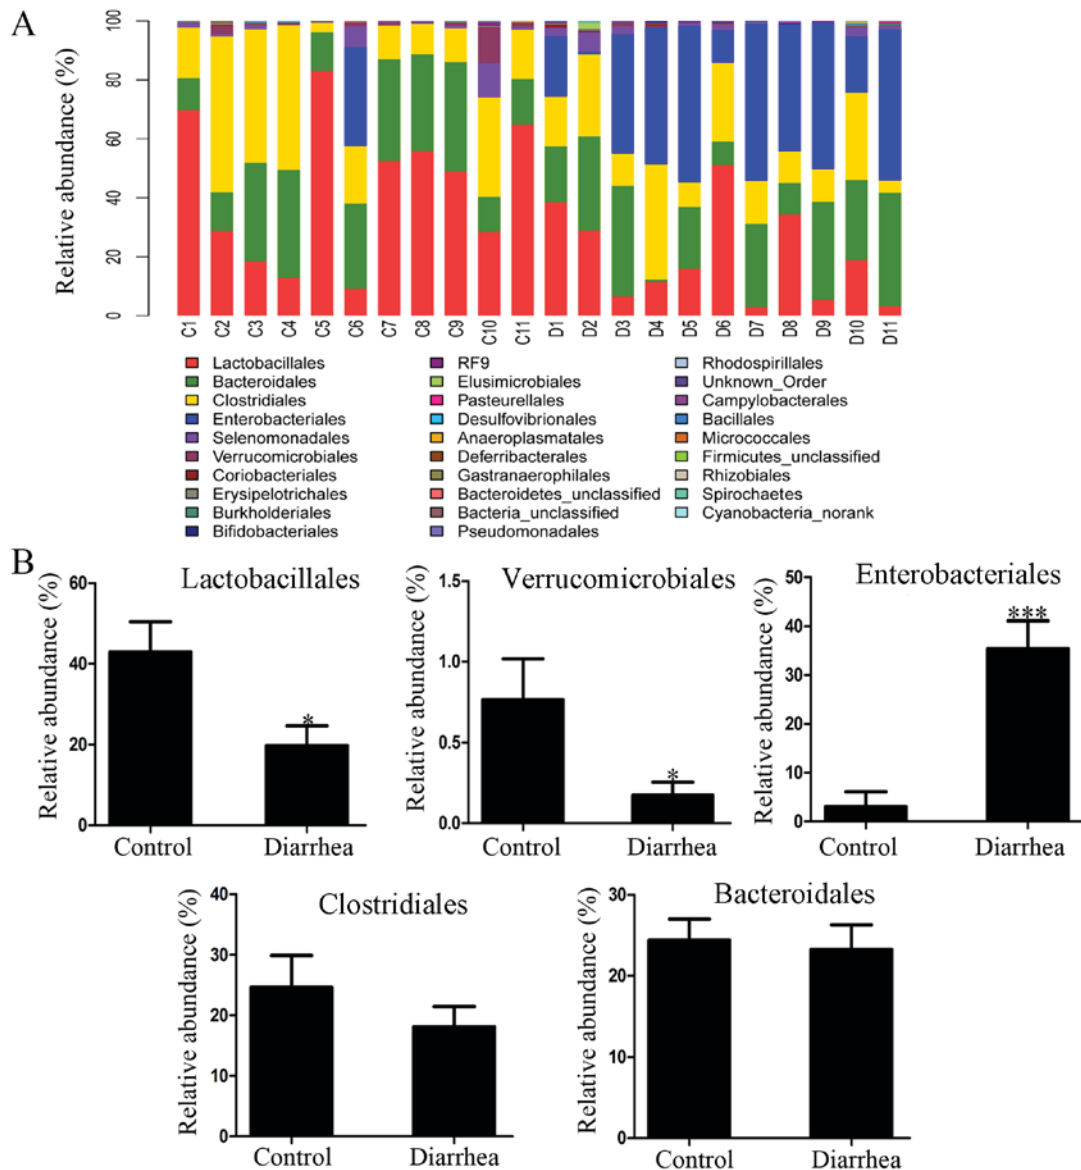 A
Relative abundance (%)
100
80
60
40
20
0
C1 C2 C3 C4 C5 C6 C7 C8 C9 C10 C11 D1 D2 D3 D4 D5 D6 D7 D8 D9 D10 D11
Lactobacillales
Bacteroidales
Clostridiales
Enterobacteriales
Selenomonadales
Verrucomicrobiales
Coriobacteriales
Erysipelotrichales
Burkholderiales
Bifidobacteriales
RF9
Elusimicrobiales
Pasteurellales
Desulfovibrionales
Anaeroplasmatales
Deferribacterales
Gastranaerophilales
Bacteroidetes_unclassified
Bacteria_unclassified
Pseudomonadales
Rhodospirillales
Unknown_Order
Campylobacterales
Bacillales
Micrococcales
Firmicutes_unclassified
Rhizobiales
Spirochaetes
Cyanobacteria_norank
B
Lactobacillales
Relative abundance (%)
60
40
20
0
*
Control Diarrhea
Verrucomicrobiales
Relative abundance (%)
1.5
1.0
0.5
0.0
*
Control Diarrhea
Enterobacteriales
Relative abundance (%)
50
40
30
20
10
0
***
Control Diarrhea
Clostridiales
Relative abundance (%)
40
30
20
10
0
Control Diarrhea
Bacteroidales
Relative abundance (%)
30
20
10
0
Control Diarrhea